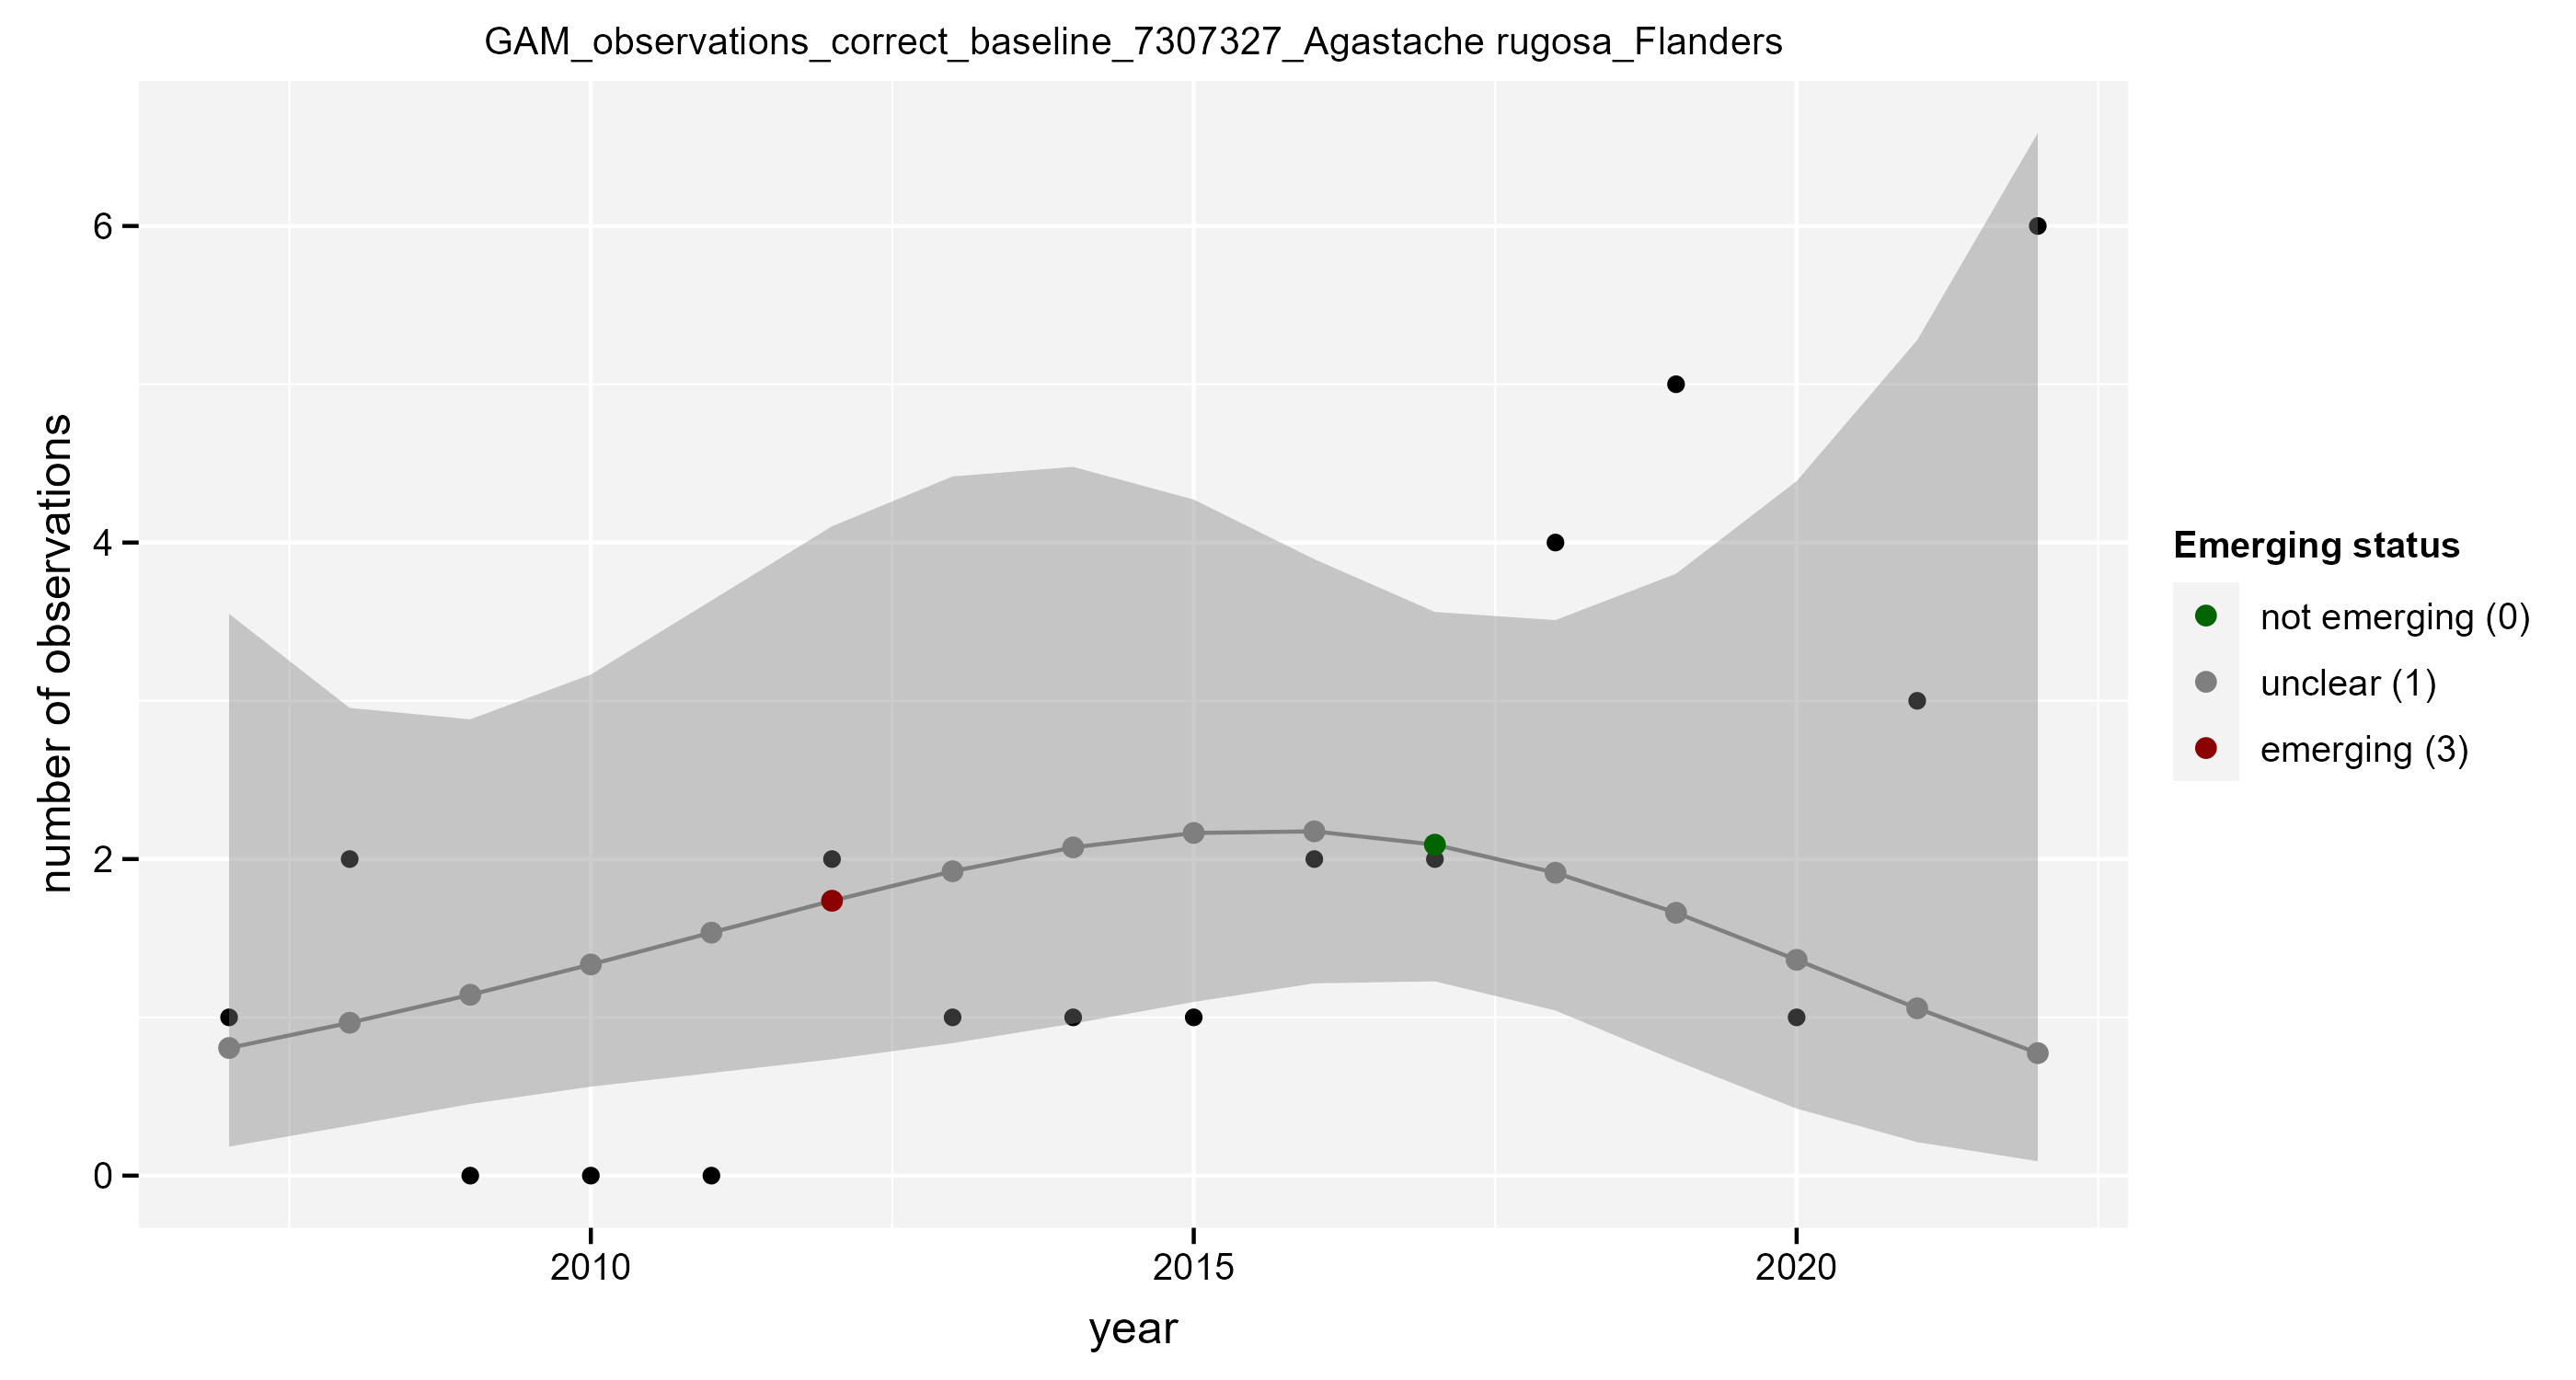 GAM_observations_correct_baseline_7307327_Agastache rugosa_Flanders
number of observations
6
4
2
0
2010
2015
2020
year
Emerging status
not emerging (0)
unclear (1)
emerging (3)